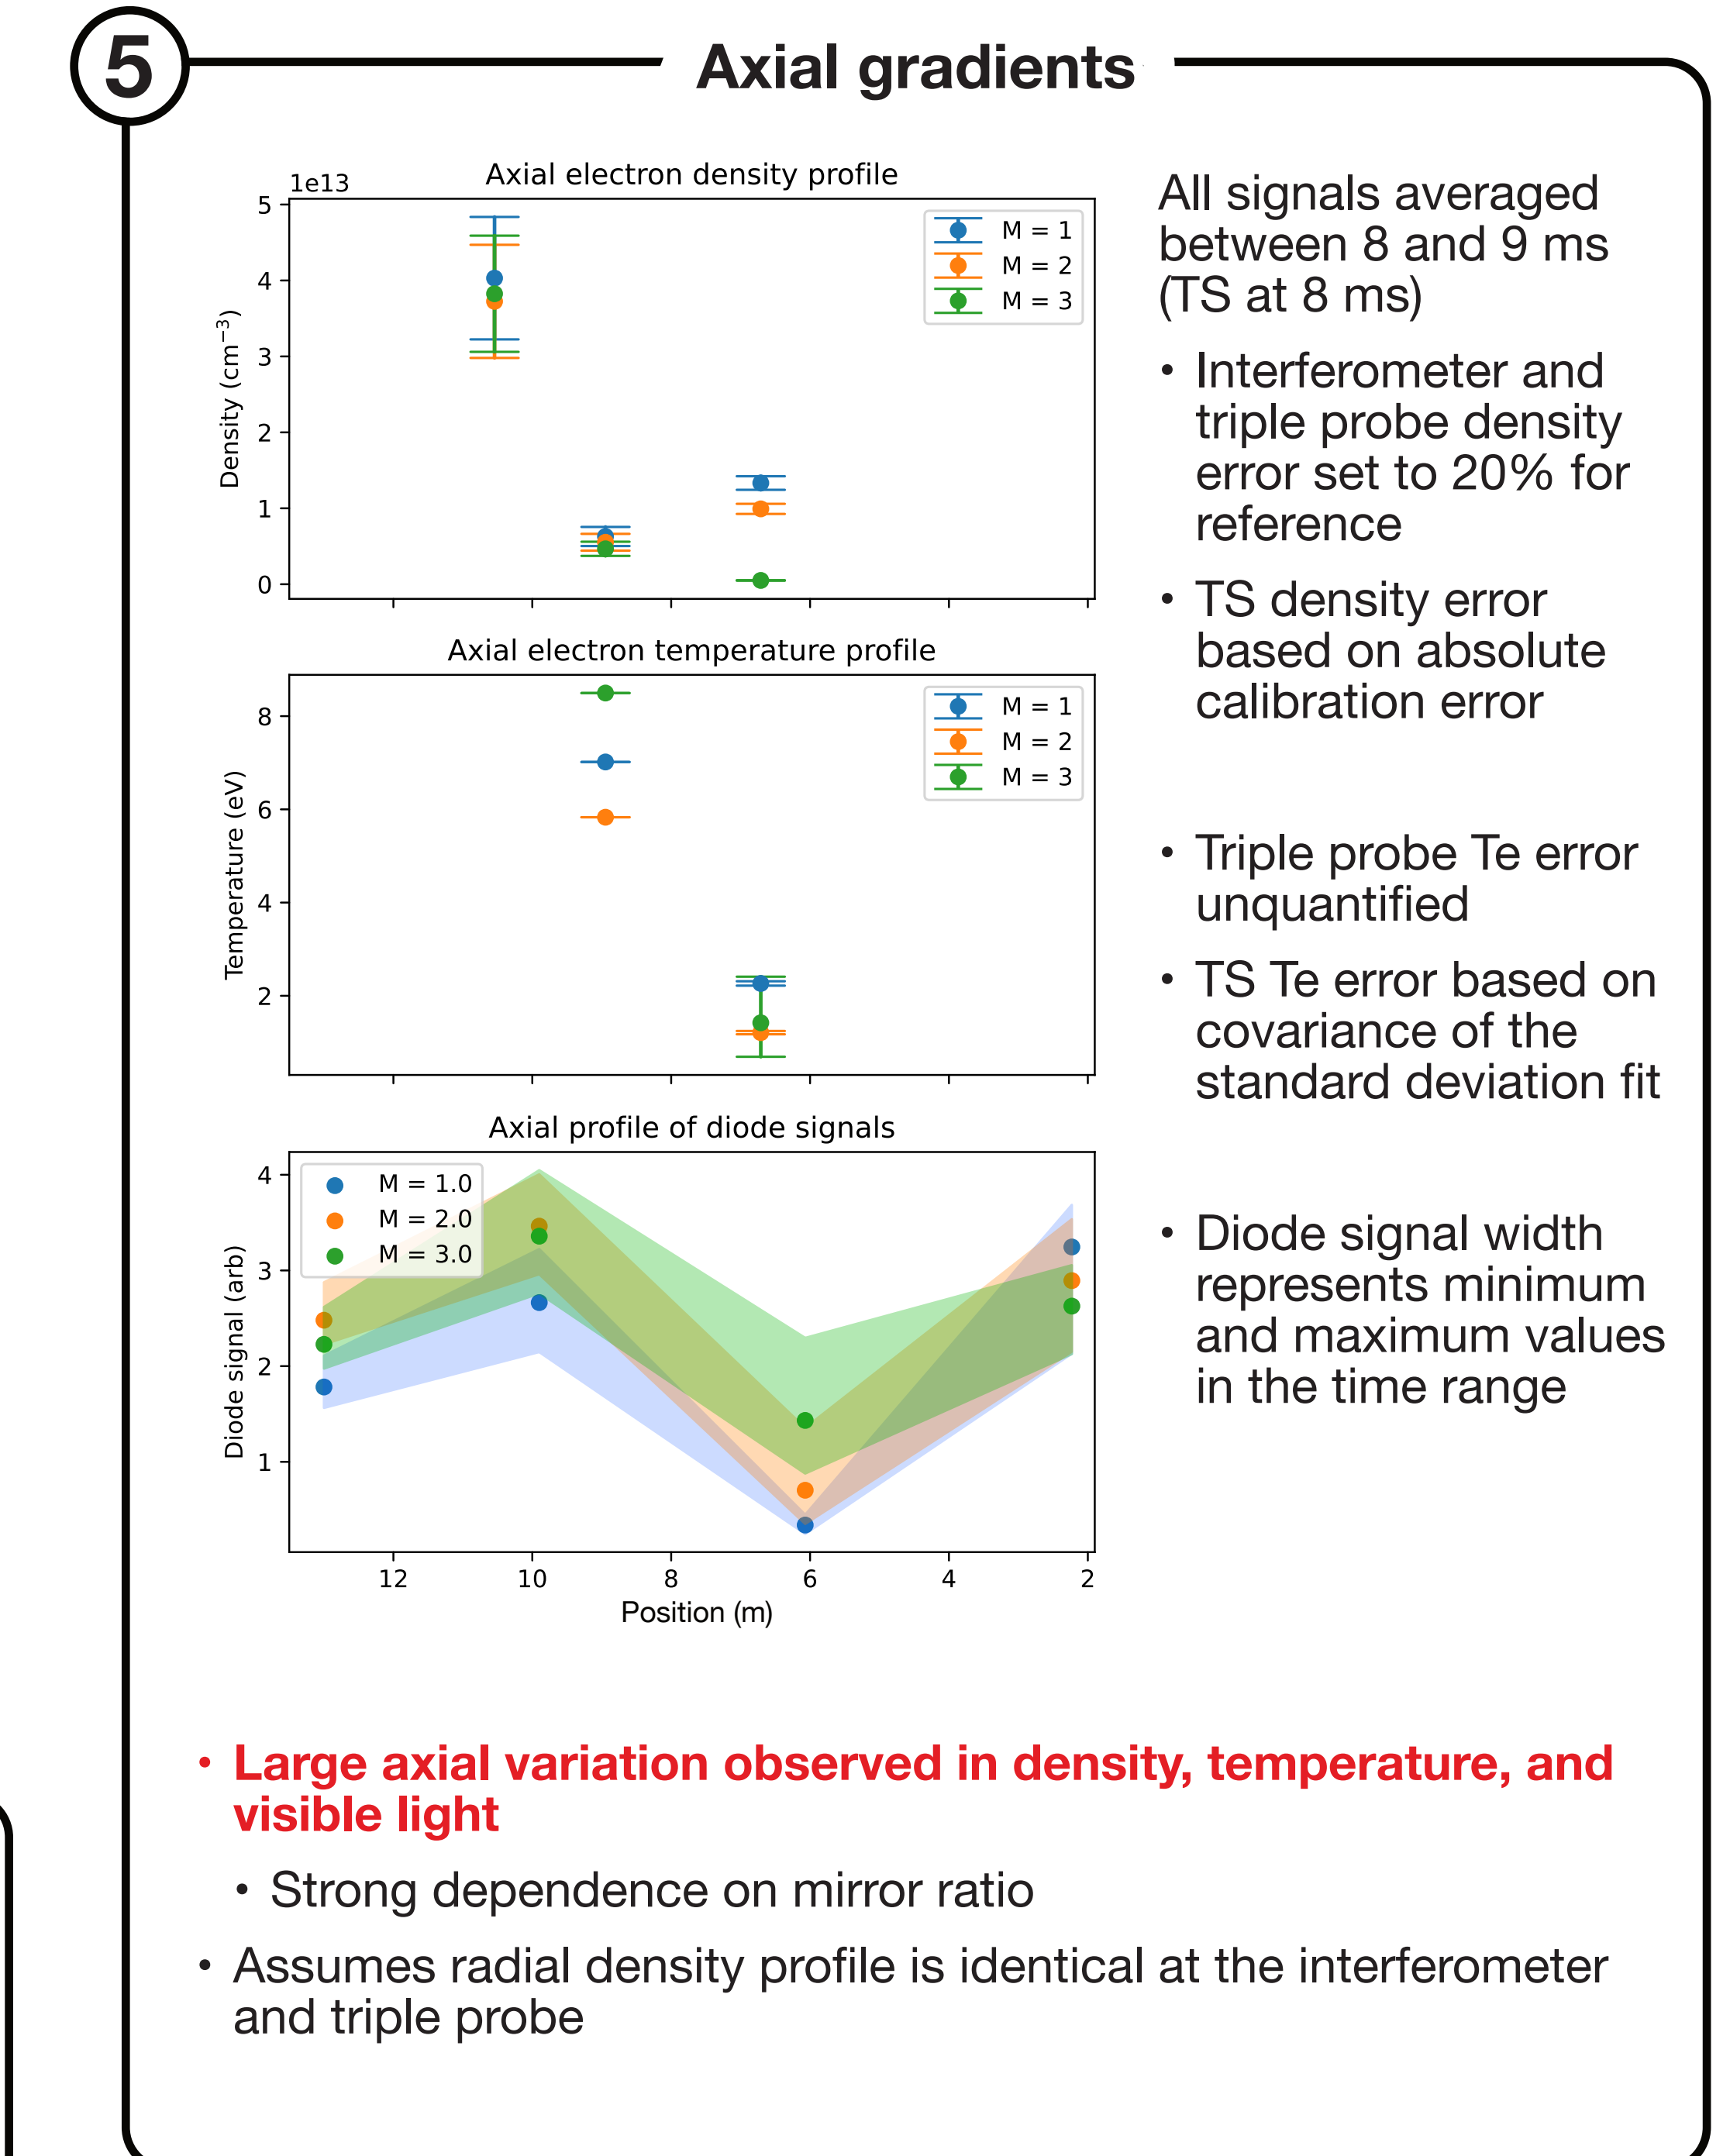 5
Axial gradients
1e13
Axial electron density profile
5
4
3
2
1
0
Density (cm⁻³)
M = 1
M = 2
M = 3
Axial electron temperature profile
8
6
4
2
Temperature (eV)
M = 1
M = 2
M = 3
Axial profile of diode signals
4
3
2
1
Diode signal (arb)
M = 1.0
M = 2.0
M = 3.0
12 10 8 6 4 2
Position (m)
All signals averaged
between 8 and 9 ms
(TS at 8 ms)
• Interferometer and
triple probe density
error set to 20% for
reference
• TS density error
based on absolute
calibration error
• Triple probe Te error
unquantified
• TS Te error based on
covariance of the
standard deviation fit
• Diode signal width
represents minimum
and maximum values
in the time range
• Large axial variation observed in density, temperature, and
visible light
• Strong dependence on mirror ratio
• Assumes radial density profile is identical at the interferometer
and triple probe